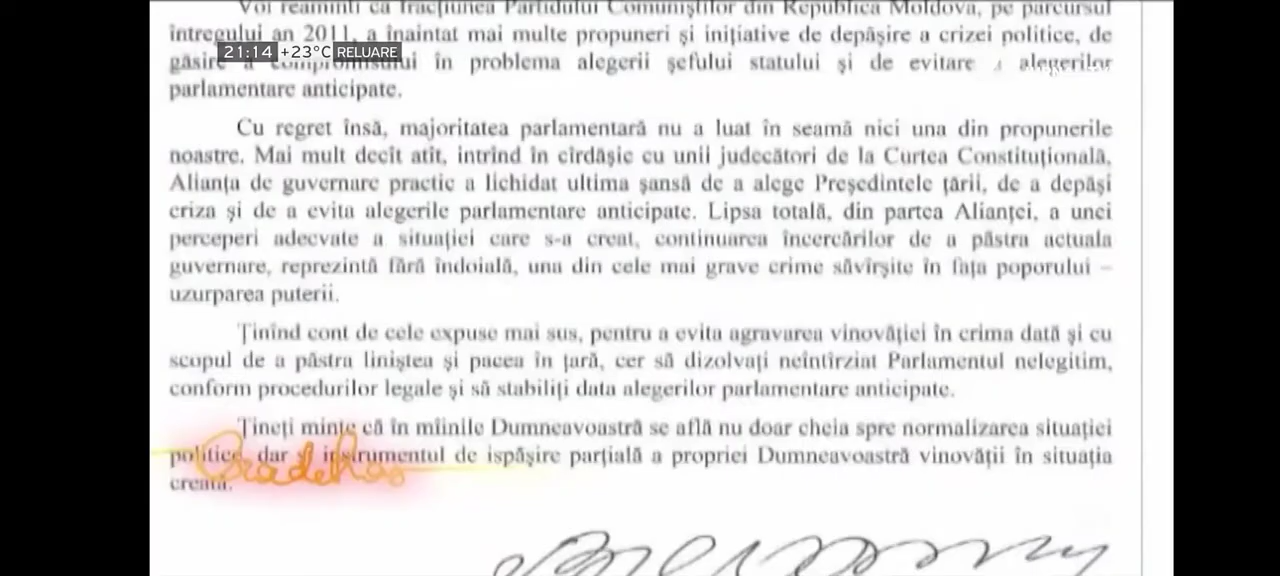 Voi reaminti că fracțiunea Partidului Comuniștilor din Republica Moldova, pe parcursul
întregului an 2011, a înaintat mai multe propuneri și inițiative de depășire a crizei politice, de
21:14 +23°C RELUARE
găsire a compromisului în problema alegerii șefului statului și de evitare a alegerilor
parlamentare anticipate.
Cu regret însă, majoritatea parlamentară nu a luat în seamă nici una din propunerile
noastre. Mai mult decît atît, intrînd în cîrdășie cu unii judecători de la Curtea Constituțională,
Alianța de guvernare practic a lichidat ultima șansă de a alege Președintele țării, de a depăși
criza și de a evita alegerile parlamentare anticipate. Lipsa totală, din partea Alianței, a unei
perceperi adecvate a situației care s-a creat, continuarea încercărilor de a păstra actuala
guvernare, reprezintă fără îndoială, una din cele mai grave crime săvîrșite în fața poporului –
uzurparea puterii.
Ținînd cont de cele expuse mai sus, pentru a evita agravarea vinovăției în crima dată și cu
scopul de a păstra liniștea și pacea în țară, cer să dizolvați neîntîrziat Parlamentul nelegitim,
conform procedurilor legale și să stabiliți data alegerilor parlamentare anticipate.
Țineți minte că în mîinile Dumneavoastră se află nu doar cheia spre normalizarea situației
politice, dar și instrumentul de ispășire parțială a propriei Dumneavoastră vinovății în situația
creată.